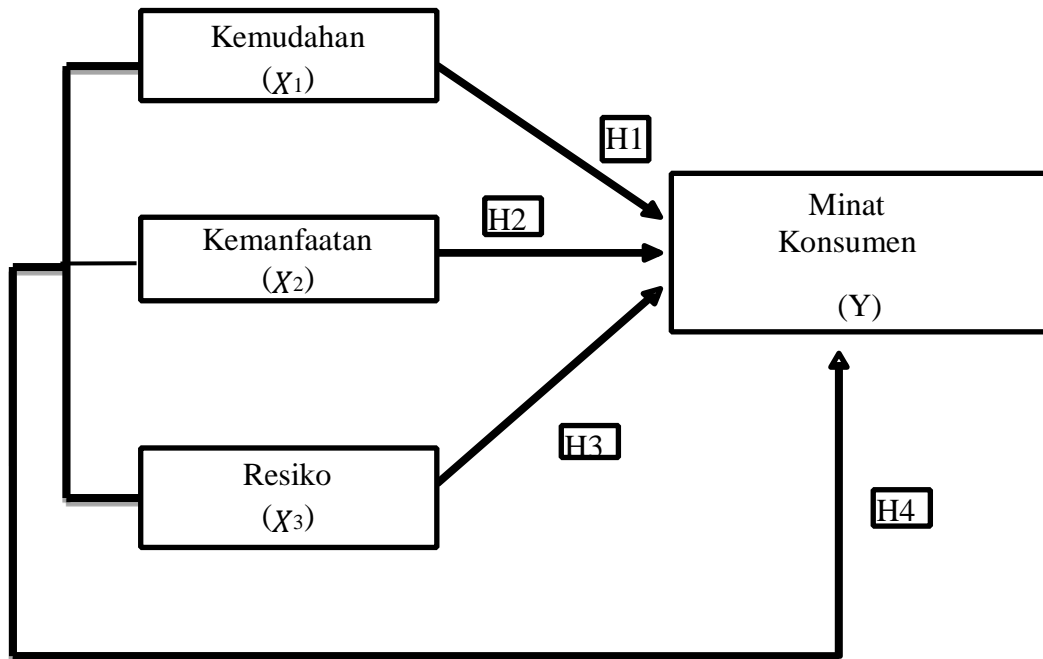 Kemudahan
(X1)
H1
Minat
Konsumen
(Y)
H2
Kemanfaatan
(X2)
H3
Resiko
(X3)
H4